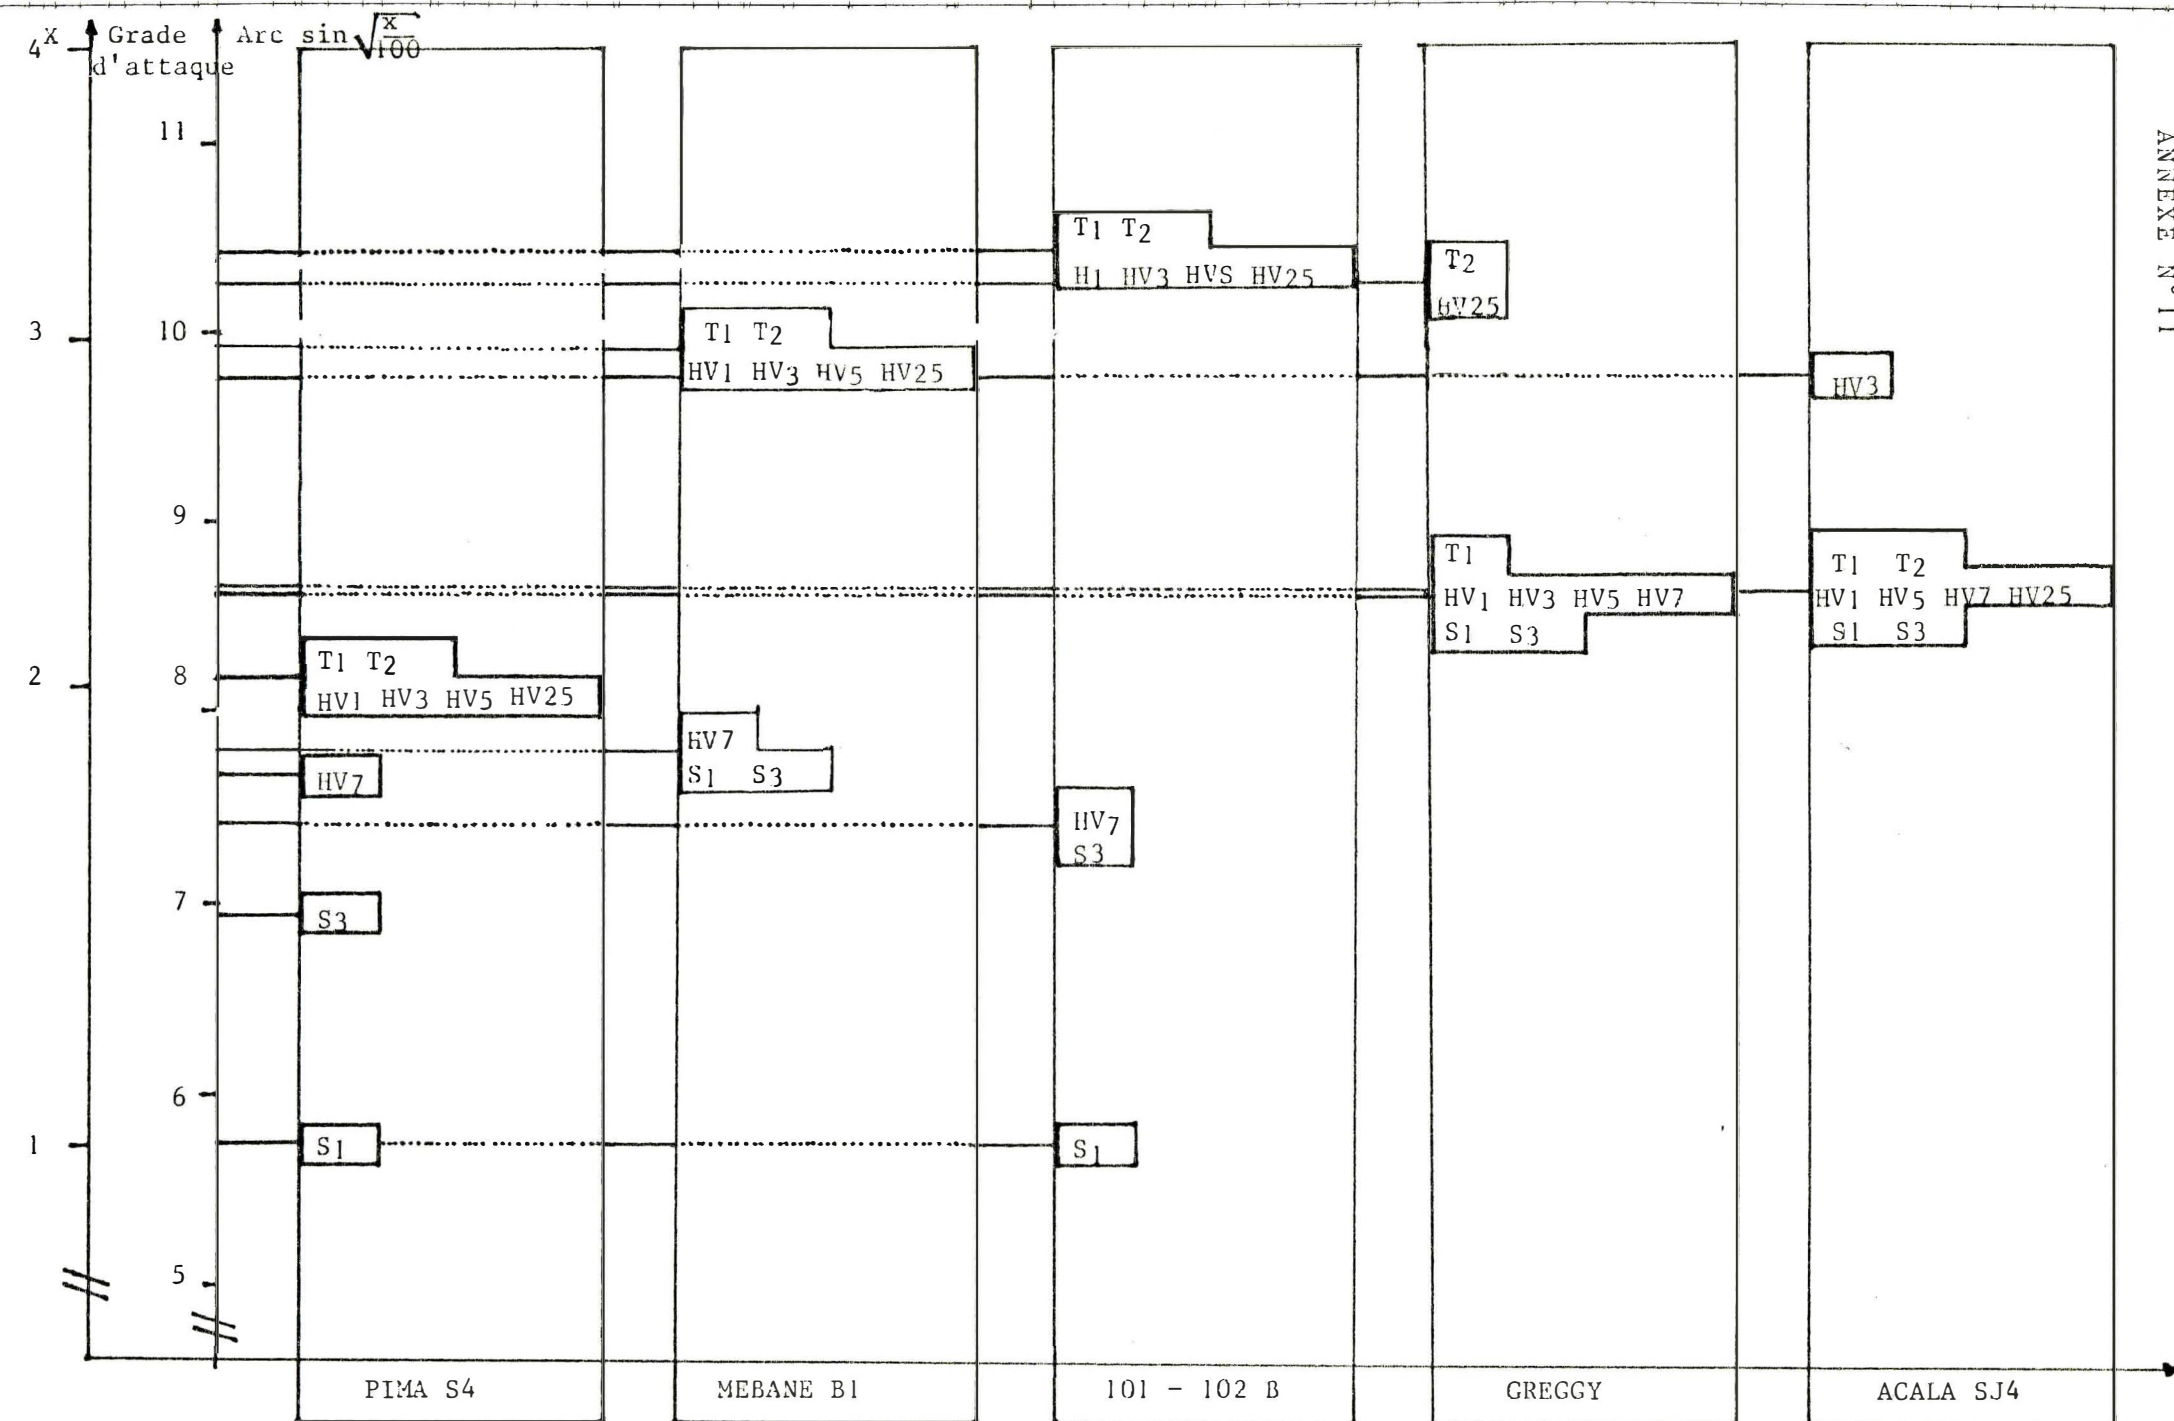 X Grade Arc sin √x/100
d'attaque
4
11
ANNEXE N° 11
T1 T2
H1 HV3 HVS HV25
T2
HV25
3
10
T1 T2
HV1 HV3 HV5 HV25
HV3
9
T1
HV1 HV3 HV5 HV7
S1 S3
T1 T2
HV1 HV5 HV7 HV25
S1 S3
2
8
T1 T2
HV1 HV3 HV5 HV25
HV7
S1 S3
HV7
HV7
S3
7
S3
6
1
S1
S1
5
PIMA S4
MEBANE B1
101 - 102 B
GREGGY
ACALA SJ4